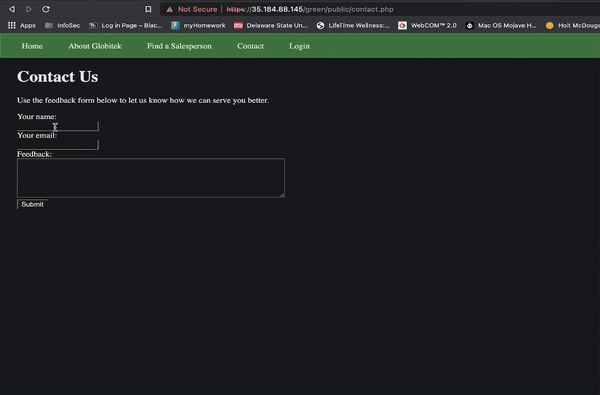 Not Secure https://35.184.88.145/green/public/contact.php
Apps InfoSec Log in Page – Blac... myHomework Delaware State Un... LifeTime Wellness:... WebCOM™ 2.0 Mac OS Mojave H... Holt McDouga
Home About Globitek Find a Salesperson Contact Login
Contact Us
Use the feedback form below to let us know how we can serve you better.
Your name:
Your email:
Feedback:
Submit